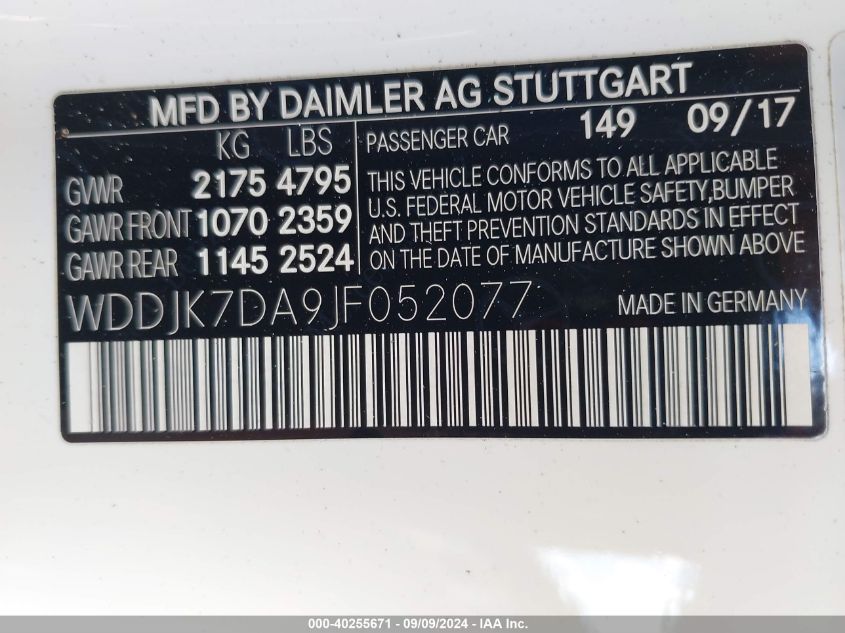 MFD BY DAIMLER AG STUTTGART
KG LBS
GVWR 2175 4795
GAWR FRONT 1070 2359
GAWR REAR 1145 2524
PASSENGER CAR 149 09/17
THIS VEHICLE CONFORMS TO ALL APPLICABLE
U.S. FEDERAL MOTOR VEHICLE SAFETY,BUMPER
AND THEFT PREVENTION STANDARDS IN EFFECT
ON THE DATE OF MANUFACTURE SHOWN ABOVE
WDDJK7DA9JF052077 MADE IN GERMANY
000-40255671 - 09/09/2024 - IAA Inc.